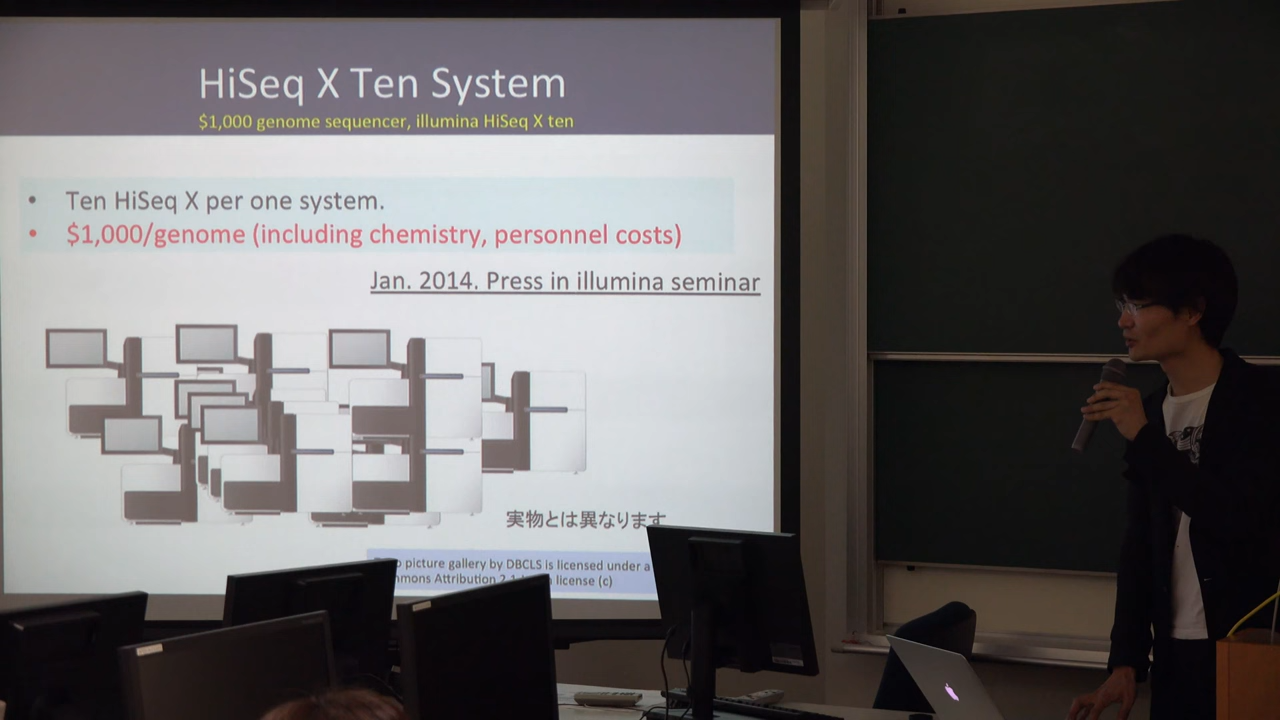 HiSeq X Ten System
$1,000 genome sequencer, illumina HiSeq X ten
• Ten HiSeq X per one system.
• $1,000/genome (including chemistry, personnel costs)
Jan. 2014. Press in illumina seminar
実物とは異なります
picture gallery by DBCLS is licensed under a
Attribution license (c)